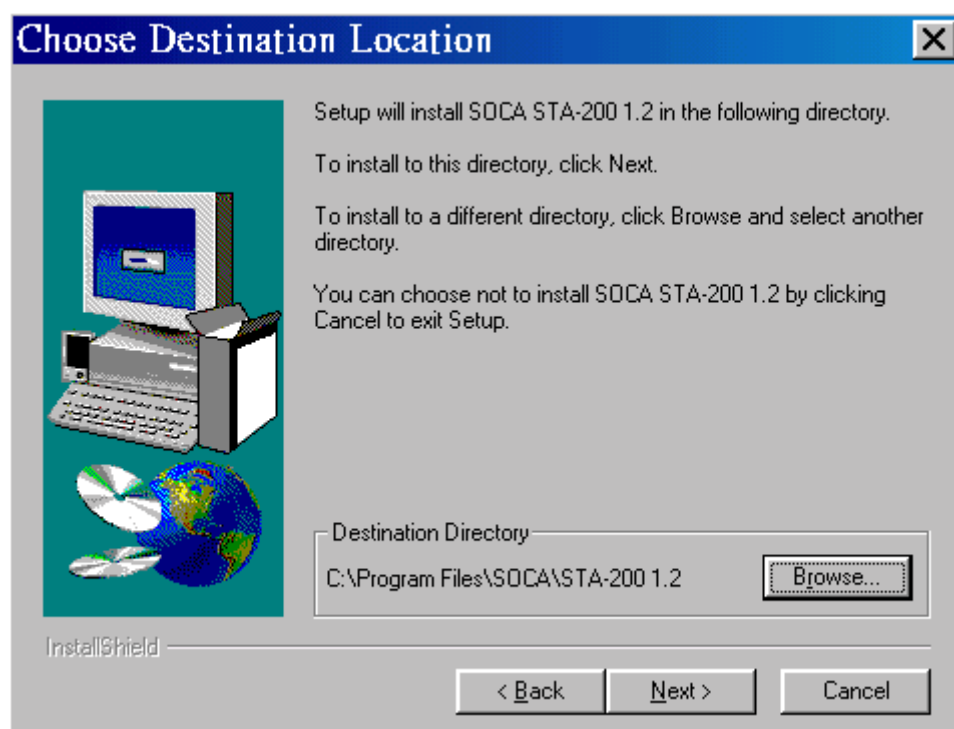 Choose Destination Location
Setup will install SOCA STA-200 1.2 in the following directory.
To install to this directory, click Next.
To install to a different directory, click Browse and select another
directory.
You can choose not to install SOCA STA-200 1.2 by clicking
Cancel to exit Setup.
Destination Directory
C:\Program Files\SOCA\STA-200 1.2
Browse...
InstallShield
< Back
Next >
Cancel